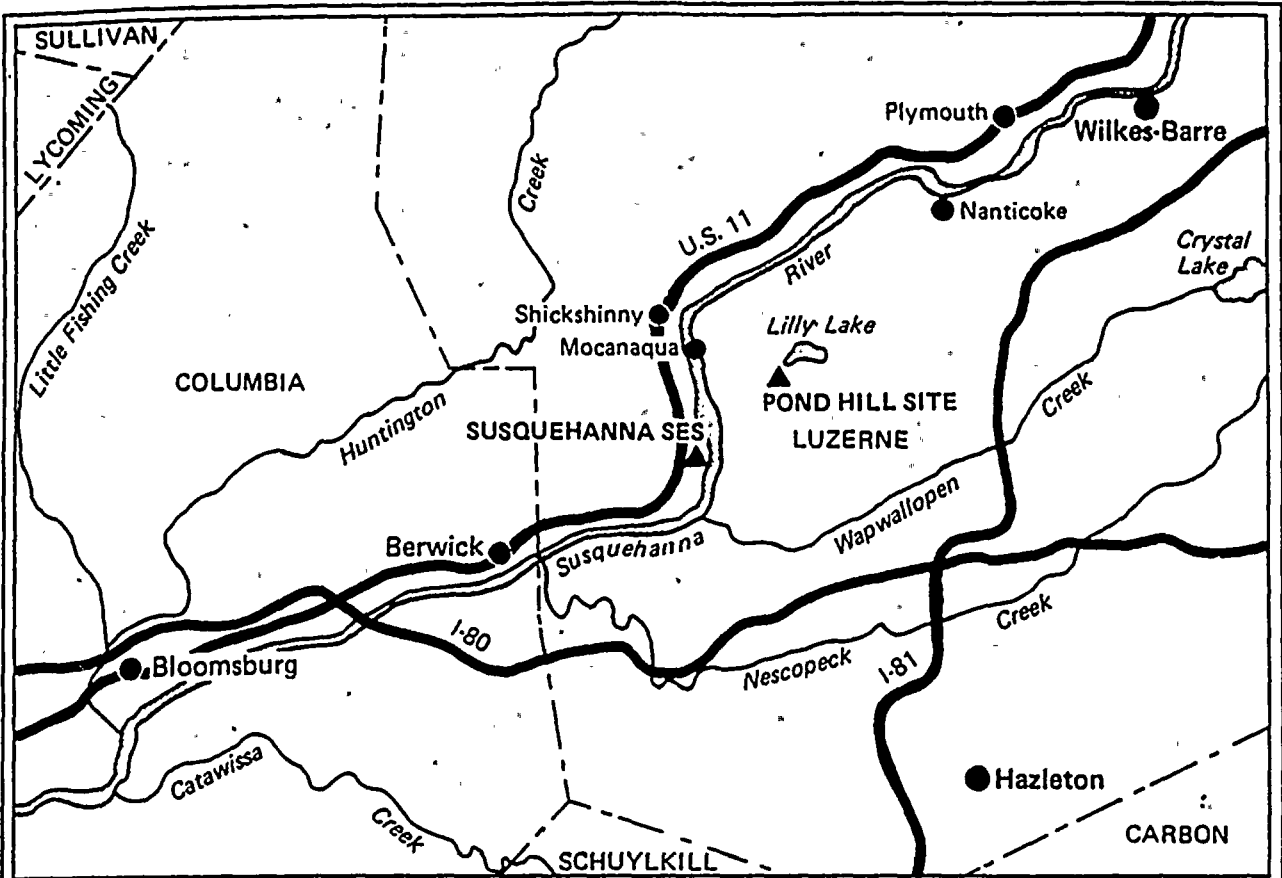 SULLIVAN
LYCOMING
Plymouth
Wilkes-Barre
Creek
Nanticoke
U.S. 11
River
Crystal
Lake
Little Fishing Creek
Shickshinny
Lilly Lake
Mocanaqua
COLUMBIA
POND HILL SITE
LUZERNE
Creek
Huntington
SUSQUEHANNA SES
Wapwallopen
Berwick
Susquehanna
Creek
I-80
Bloomsburg
Nescopeck
I-81
Catawissa
Hazleton
Creek
CARBON
SCHUYLKILL